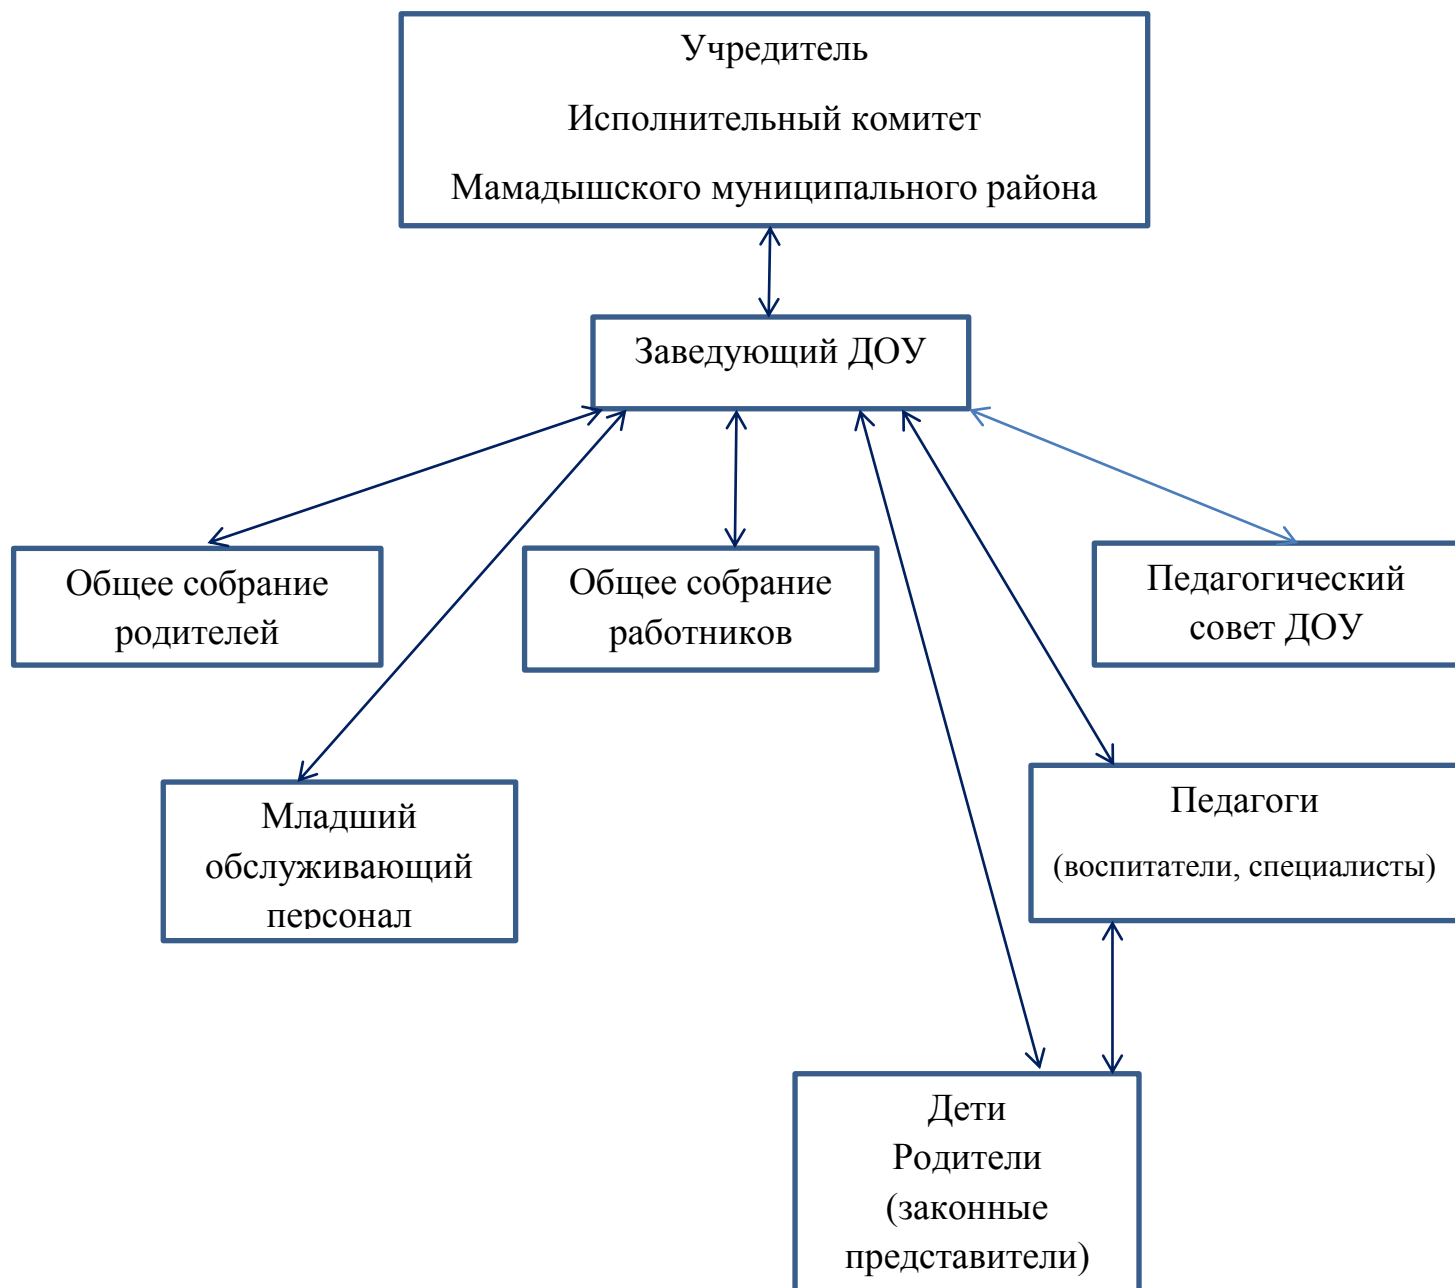 Учредитель
Исполнительный комитет
Мамадышского муниципального района
Заведующий ДОУ
Общее собрание
родителей
Общее собрание
работников
Педагогический
совет ДОУ
Младший
обслуживающий
персонал
Педагоги
(воспитатели, специалисты)
Дети
Родители
(законные
представители)